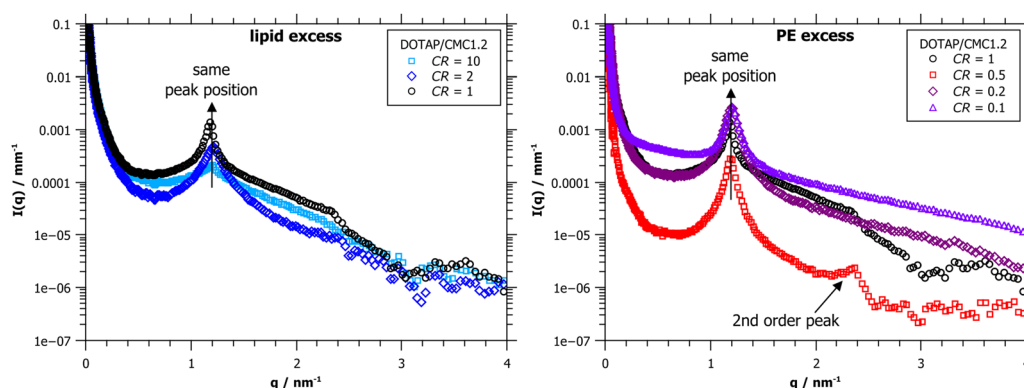 lipid excess
DOTAP/CMC1.2
CR = 10
CR = 2
CR = 1
same
peak position
0.1
0.01
0.001
0.0001
1e-05
1e-06
1e-07
I(q) / mm-1
0
1
2
3
4
q / nm-1
PE excess
DOTAP/CMC1.2
CR = 1
CR = 0.5
CR = 0.2
CR = 0.1
same
peak position
2nd order peak
0.1
0.01
0.001
0.0001
1e-05
1e-06
1e-07
I(q) / mm-1
0
1
2
3
4
q / nm-1